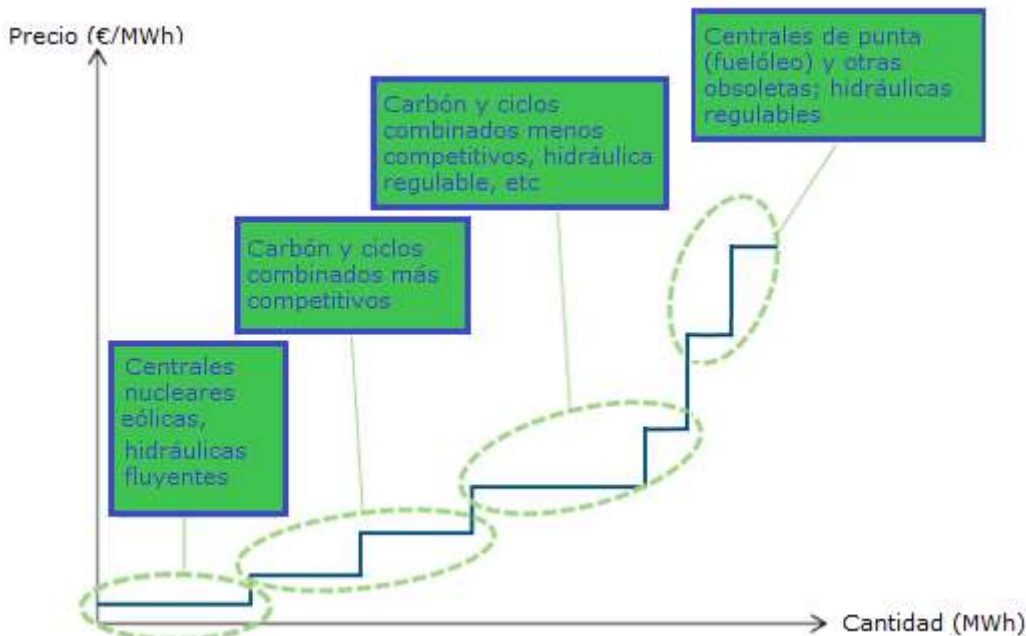 Precio (€/MWh)
Centrales de punta
(fuelóleo) y otras
obsoletas; hidráulicas
regulables
Carbón y ciclos
combinados menos
competitivos, hidráulica
regulable, etc
Carbón y ciclos
combinados más
competitivos
Centrales
nucleares
eólicas,
hidráulicas
fluyentes
Cantidad (MWh)